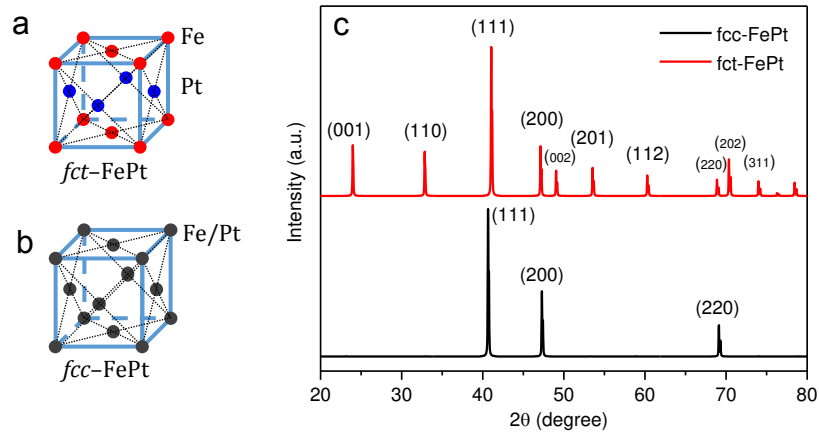 a
Fe
Pt
fct–FePt
b
Fe/Pt
fcc–FePt
c
fcc-FePt
fct-FePt
(001)
(110)
(111)
(200)
(002)
(201)
(112)
(220)
(202)
(311)
(111)
(200)
(220)
Intensity (a.u.)
20 30 40 50 60 70 80
2θ (degree)